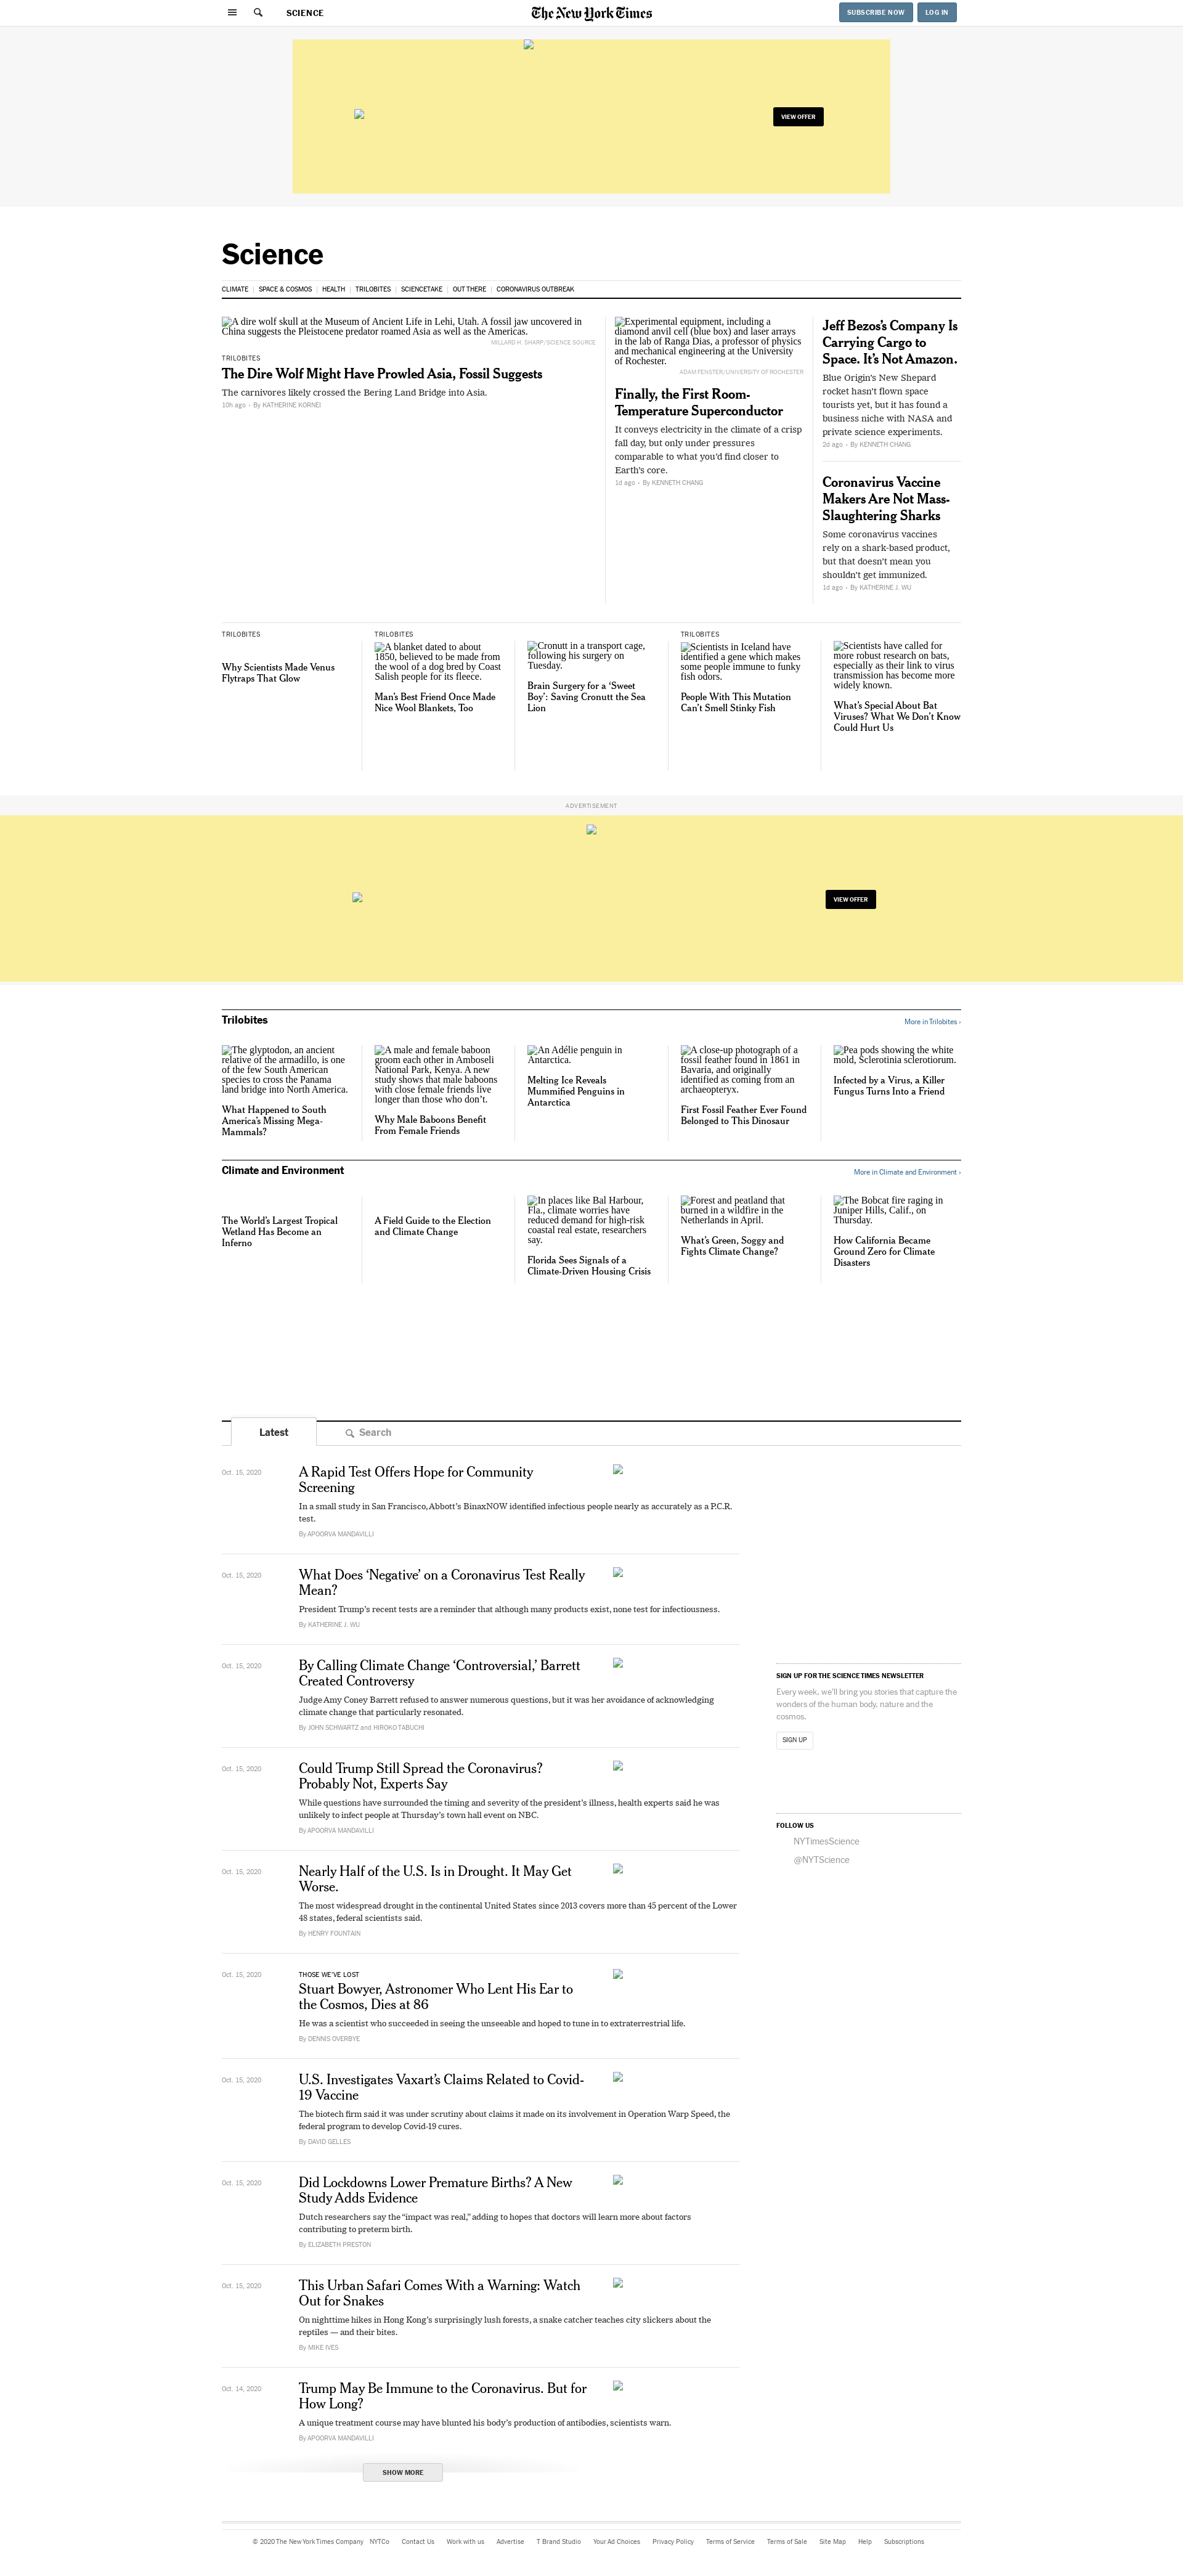 SCIENCE
The New York Times
SUBSCRIBE NOW
LOG IN
VIEW OFFER
Science
CLIMATE
SPACE & COSMOS
HEALTH
TRILOBITES
SCIENCETAKE
OUT THERE
CORONAVIRUS OUTBREAK
A dire wolf skull at the Museum of Ancient Life in Lehi, Utah. A fossil jaw uncovered in
China suggests the Pleistocene predator roamed Asia as well as the Americas.
MILLARD H. SHARP/SCIENCE SOURCE
TRILOBITES
The Dire Wolf Might Have Prowled Asia, Fossil Suggests
The carnivores likely crossed the Bering Land Bridge into Asia.
10h ago - By KATHERINE KORNEI
Experimental equipment, including a
diamond anvil cell (blue box) and laser arrays
in the lab of Ranga Dias, a professor of physics
and mechanical engineering at the University
of Rochester.
ADAM FENSTER/UNIVERSITY OF ROCHESTER
Finally, the First Room-
Temperature Superconductor
It conveys electricity in the climate of a crisp
fall day, but only under pressures
comparable to what you’d find closer to
Earth’s core.
1d ago - By KENNETH CHANG
Jeff Bezos’s Company Is
Carrying Cargo to
Space. It’s Not Amazon.
Blue Origin’s New Shepard
rocket hasn’t flown space
tourists yet, but it has found a
business niche with NASA and
private science experiments.
2d ago - By KENNETH CHANG
Coronavirus Vaccine
Makers Are Not Mass-
Slaughtering Sharks
Some coronavirus vaccines
rely on a shark-based product,
but that doesn’t mean you
shouldn’t get immunized.
1d ago - By KATHERINE J. WU
TRILOBITES
Why Scientists Made Venus
Flytraps That Glow
TRILOBITES
A blanket dated to about
1850, believed to be made from
the wool of a dog bred by Coast
Salish people for its fleece.
Man’s Best Friend Once Made
Nice Wool Blankets, Too
Cronutt in a transport cage,
following his surgery on
Tuesday.
Brain Surgery for a ‘Sweet
Boy’: Saving Cronutt the Sea
Lion
TRILOBITES
Scientists in Iceland have
identified a gene which makes
some people immune to funky
fish odors.
People With This Mutation
Can’t Smell Stinky Fish
Scientists have called for
more robust research on bats,
especially as their link to virus
transmission has become more
widely known.
What’s Special About Bat
Viruses? What We Don’t Know
Could Hurt Us
ADVERTISEMENT
VIEW OFFER
Trilobites
More in Trilobites ›
The glyptodon, an ancient
relative of the armadillo, is one
of the few South American
species to cross the Panama
land bridge into North America.
What Happened to South
America’s Missing Mega-
Mammals?
A male and female baboon
groom each other in Amboseli
National Park, Kenya. A new
study shows that male baboons
with close female friends live
longer than those who don’t.
Why Male Baboons Benefit
From Female Friends
An Adélie penguin in
Antarctica.
Melting Ice Reveals
Mummified Penguins in
Antarctica
A close-up photograph of a
fossil feather found in 1861 in
Bavaria, and originally
identified as coming from an
archaeopteryx.
First Fossil Feather Ever Found
Belonged to This Dinosaur
Pea pods showing the white
mold, Sclerotinia sclerotiorum.
Infected by a Virus, a Killer
Fungus Turns Into a Friend
Climate and Environment
More in Climate and Environment ›
The World’s Largest Tropical
Wetland Has Become an
Inferno
A Field Guide to the Election
and Climate Change
In places like Bal Harbour,
Fla., climate worries have
reduced demand for high-risk
coastal real estate, researchers
say.
Florida Sees Signals of a
Climate-Driven Housing Crisis
Forest and peatland that
burned in a wildfire in the
Netherlands in April.
What’s Green, Soggy and
Fights Climate Change?
The Bobcat fire raging in
Juniper Hills, Calif., on
Thursday.
How California Became
Ground Zero for Climate
Disasters
Latest
Search
Oct. 15, 2020
A Rapid Test Offers Hope for Community
Screening
In a small study in San Francisco, Abbott’s BinaxNOW identified infectious people nearly as accurately as a P.C.R.
test.
By APOORVA MANDAVILLI
Oct. 15, 2020
What Does ‘Negative’ on a Coronavirus Test Really
Mean?
President Trump’s recent tests are a reminder that although many products exist, none test for infectiousness.
By KATHERINE J. WU
Oct. 15, 2020
By Calling Climate Change ‘Controversial,’ Barrett
Created Controversy
Judge Amy Coney Barrett refused to answer numerous questions, but it was her avoidance of acknowledging
climate change that particularly resonated.
By JOHN SCHWARTZ and HIROKO TABUCHI
Oct. 15, 2020
Could Trump Still Spread the Coronavirus?
Probably Not, Experts Say
While questions have surrounded the timing and severity of the president’s illness, health experts said he was
unlikely to infect people at Thursday’s town hall event on NBC.
By APOORVA MANDAVILLI
Oct. 15, 2020
Nearly Half of the U.S. Is in Drought. It May Get
Worse.
The most widespread drought in the continental United States since 2013 covers more than 45 percent of the Lower
48 states, federal scientists said.
By HENRY FOUNTAIN
Oct. 15, 2020
THOSE WE’VE LOST
Stuart Bowyer, Astronomer Who Lent His Ear to
the Cosmos, Dies at 86
He was a scientist who succeeded in seeing the unseeable and hoped to tune in to extraterrestrial life.
By DENNIS OVERBYE
Oct. 15, 2020
U.S. Investigates Vaxart’s Claims Related to Covid-
19 Vaccine
The biotech firm said it was under scrutiny about claims it made on its involvement in Operation Warp Speed, the
federal program to develop Covid-19 cures.
By DAVID GELLES
Oct. 15, 2020
Did Lockdowns Lower Premature Births? A New
Study Adds Evidence
Dutch researchers say the “impact was real,” adding to hopes that doctors will learn more about factors
contributing to preterm birth.
By ELIZABETH PRESTON
Oct. 15, 2020
This Urban Safari Comes With a Warning: Watch
Out for Snakes
On nighttime hikes in Hong Kong’s surprisingly lush forests, a snake catcher teaches city slickers about the
reptiles — and their bites.
By MIKE IVES
Oct. 14, 2020
Trump May Be Immune to the Coronavirus. But for
How Long?
A unique treatment course may have blunted his body’s production of antibodies, scientists warn.
By APOORVA MANDAVILLI
SHOW MORE
SIGN UP FOR THE SCIENCE TIMES NEWSLETTER
Every week, we’ll bring you stories that capture the
wonders of the human body, nature and the
cosmos.
SIGN UP
FOLLOW US
NYTimesScience
@NYTScience
© 2020 The New York Times Company NYTCo Contact Us Work with us Advertise T Brand Studio Your Ad Choices Privacy Policy Terms of Service Terms of Sale Site Map Help Subscriptions